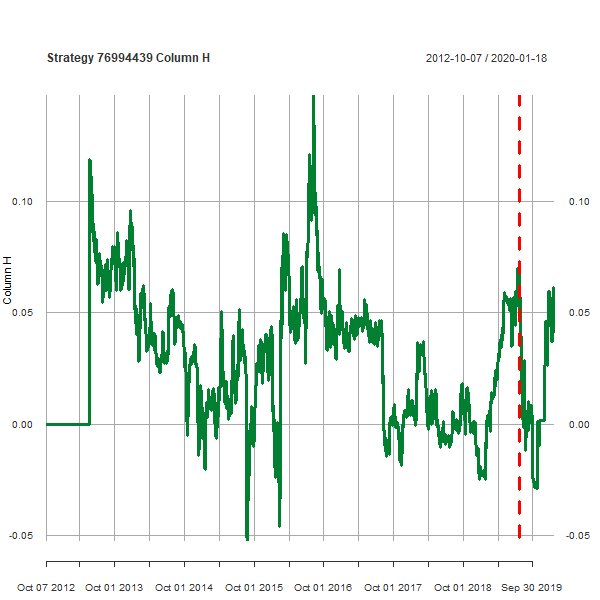 Strategy 76994439 Column H 2012-10-07 / 2020-01-18
0.10 0.10
0.05 0.05
Column H
0.00 0.00
-0.05 -0.05
Oct 07 2012 Oct 01 2013 Oct 01 2014 Oct 01 2015 Oct 01 2016 Oct 01 2017 Oct 01 2018 Sep 30 2019